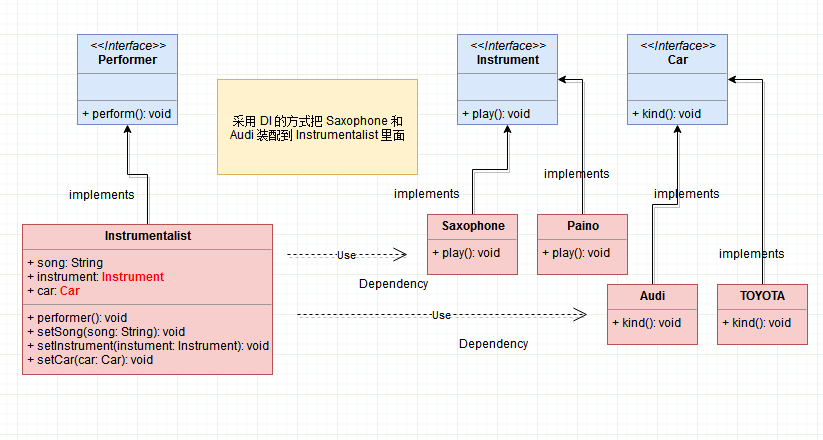 <<Interface>>
Performer
+ perform(): void
采用 DI 的方式把 Saxophone 和
Audi 装配到 Instrumentalist 里面
<<Interface>>
Instrument
+ play(): void
<<Interface>>
Car
+ kind(): void
implements
implements
implements
implements
implements
Instrumentalist
+ song: String
+ instrument: Instrument
+ car: Car
+ performer(): void
+ setSong(song: String): void
+ setInstrument(instument: Instrument): void
+ setCar(car: Car): void
Use
Dependency
Use
Dependency
Saxophone
+ play(): void
Paino
+ play(): void
Audi
+ kind(): void
TOYOTA
+ kind(): void